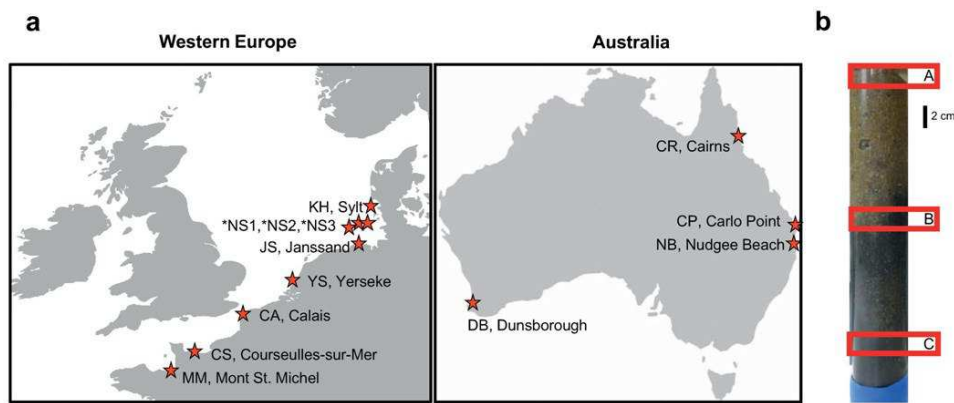 a
Western Europe
KH, Sylt
*NS1,*NS2,*NS3
JS, Janssand
YS, Yerseke
CA, Calais
CS, Courseulles-sur-Mer
MM, Mont St. Michel
Australia
CR, Cairns
CP, Carlo Point
NB, Nudgee Beach
DB, Dunsborough
b
A
2 cm
B
C